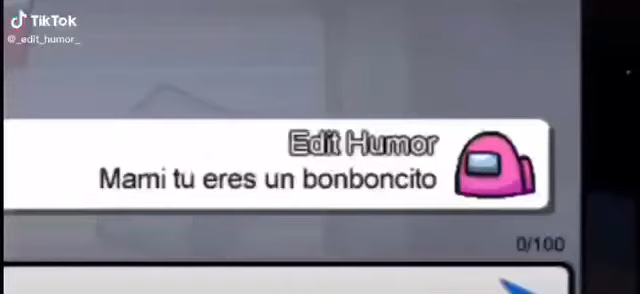 TikTok
@_edit_humor_
Edit Humor
Mami tu eres un bonboncito
0/100